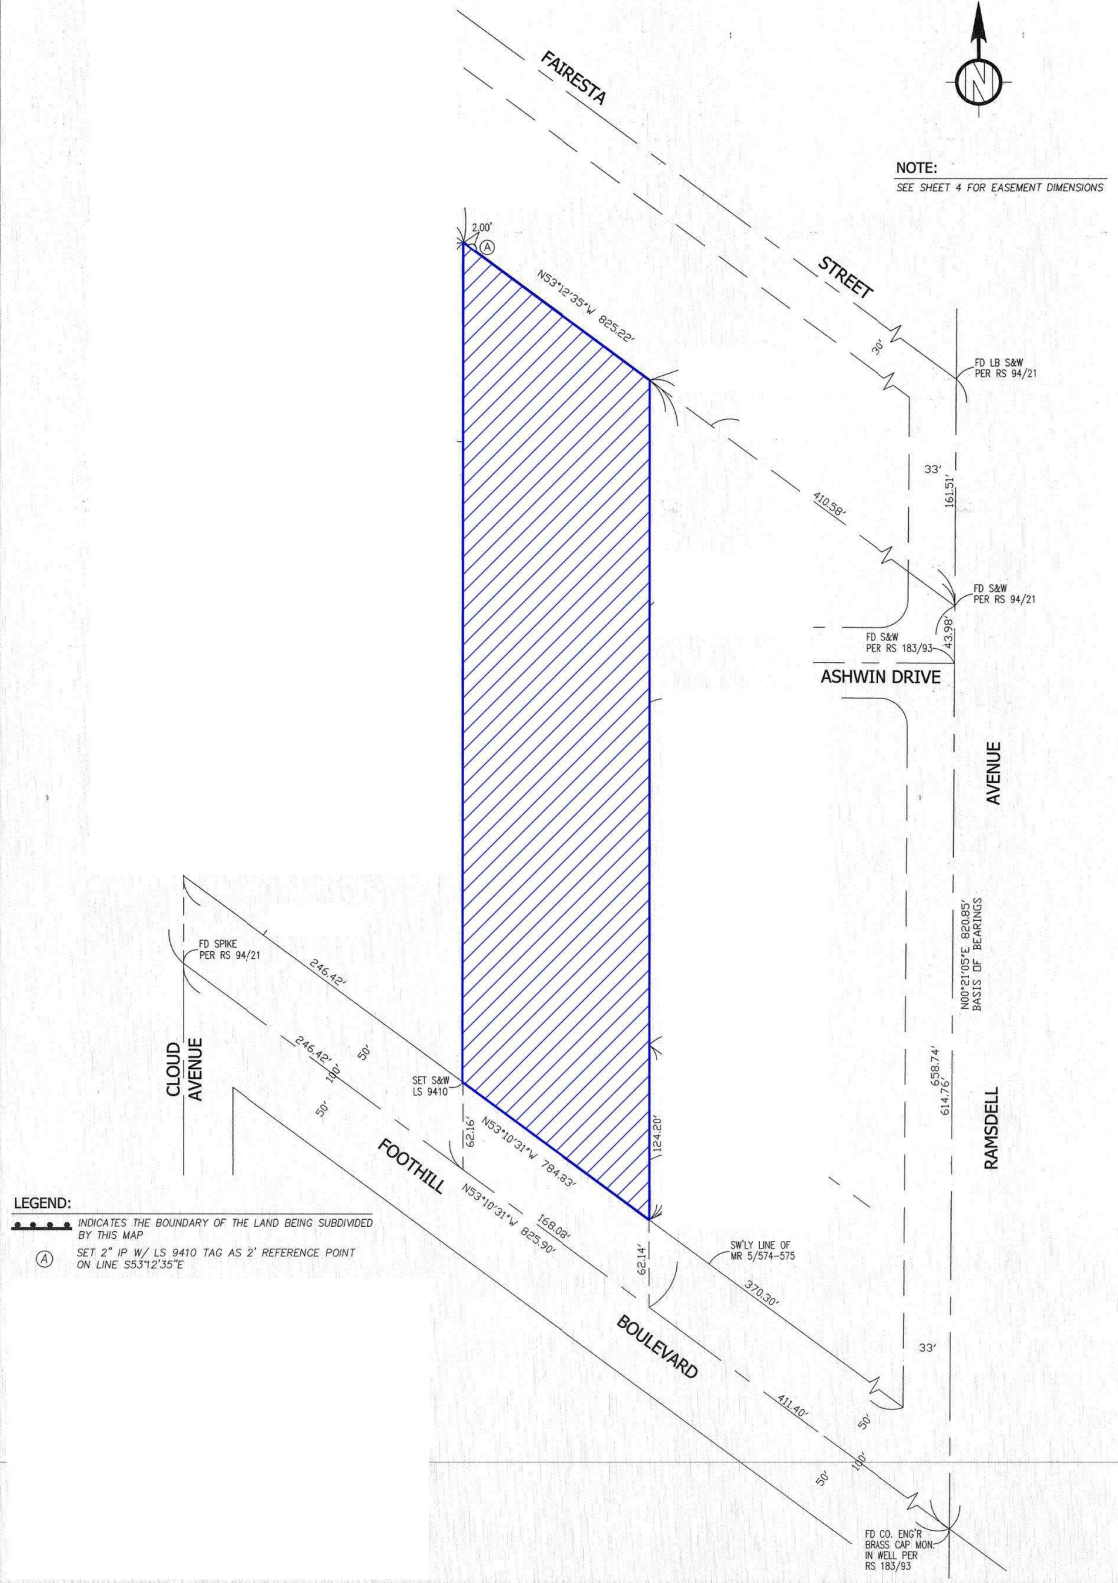 FAIRESTA
N
NOTE:
SEE SHEET 4 FOR EASEMENT DIMENSIONS
2.00'
A
N53°12'35"W 825.22'
STREET
30'
FD LB S&W
PER RS 94/21
33'
161.51'
410.58'
FD S&W
PER RS 94/21
43.98'
FD S&W
PER RS 183/93
ASHWIN DRIVE
AVENUE
N00°21'05"E 820.85'
BASIS OF BEARINGS
FD SPIKE
PER RS 94/21
246.42'
246.42'
50'
100'
50'
CLOUD
AVENUE
SET S&W
LS 9410
62.16'
N53°10'31"W 784.83'
124.20'
658.74'
614.76'
RAMSDELL
FOOTHILL
N53°10'31"W 825.90'
168.08'
LEGEND:
INDICATES THE BOUNDARY OF THE LAND BEING SUBDIVIDED
BY THIS MAP
A
SET 2" IP W/ LS 9410 TAG AS 2' REFERENCE POINT
ON LINE S53°12'35"E
62.14'
SW'LY LINE OF
MR 5/574-575
370.30'
BOULEVARD
33'
411.40'
50'
100'
50'
FD CO. ENG'R
BRASS CAP MON.
IN WELL PER
RS 183/93